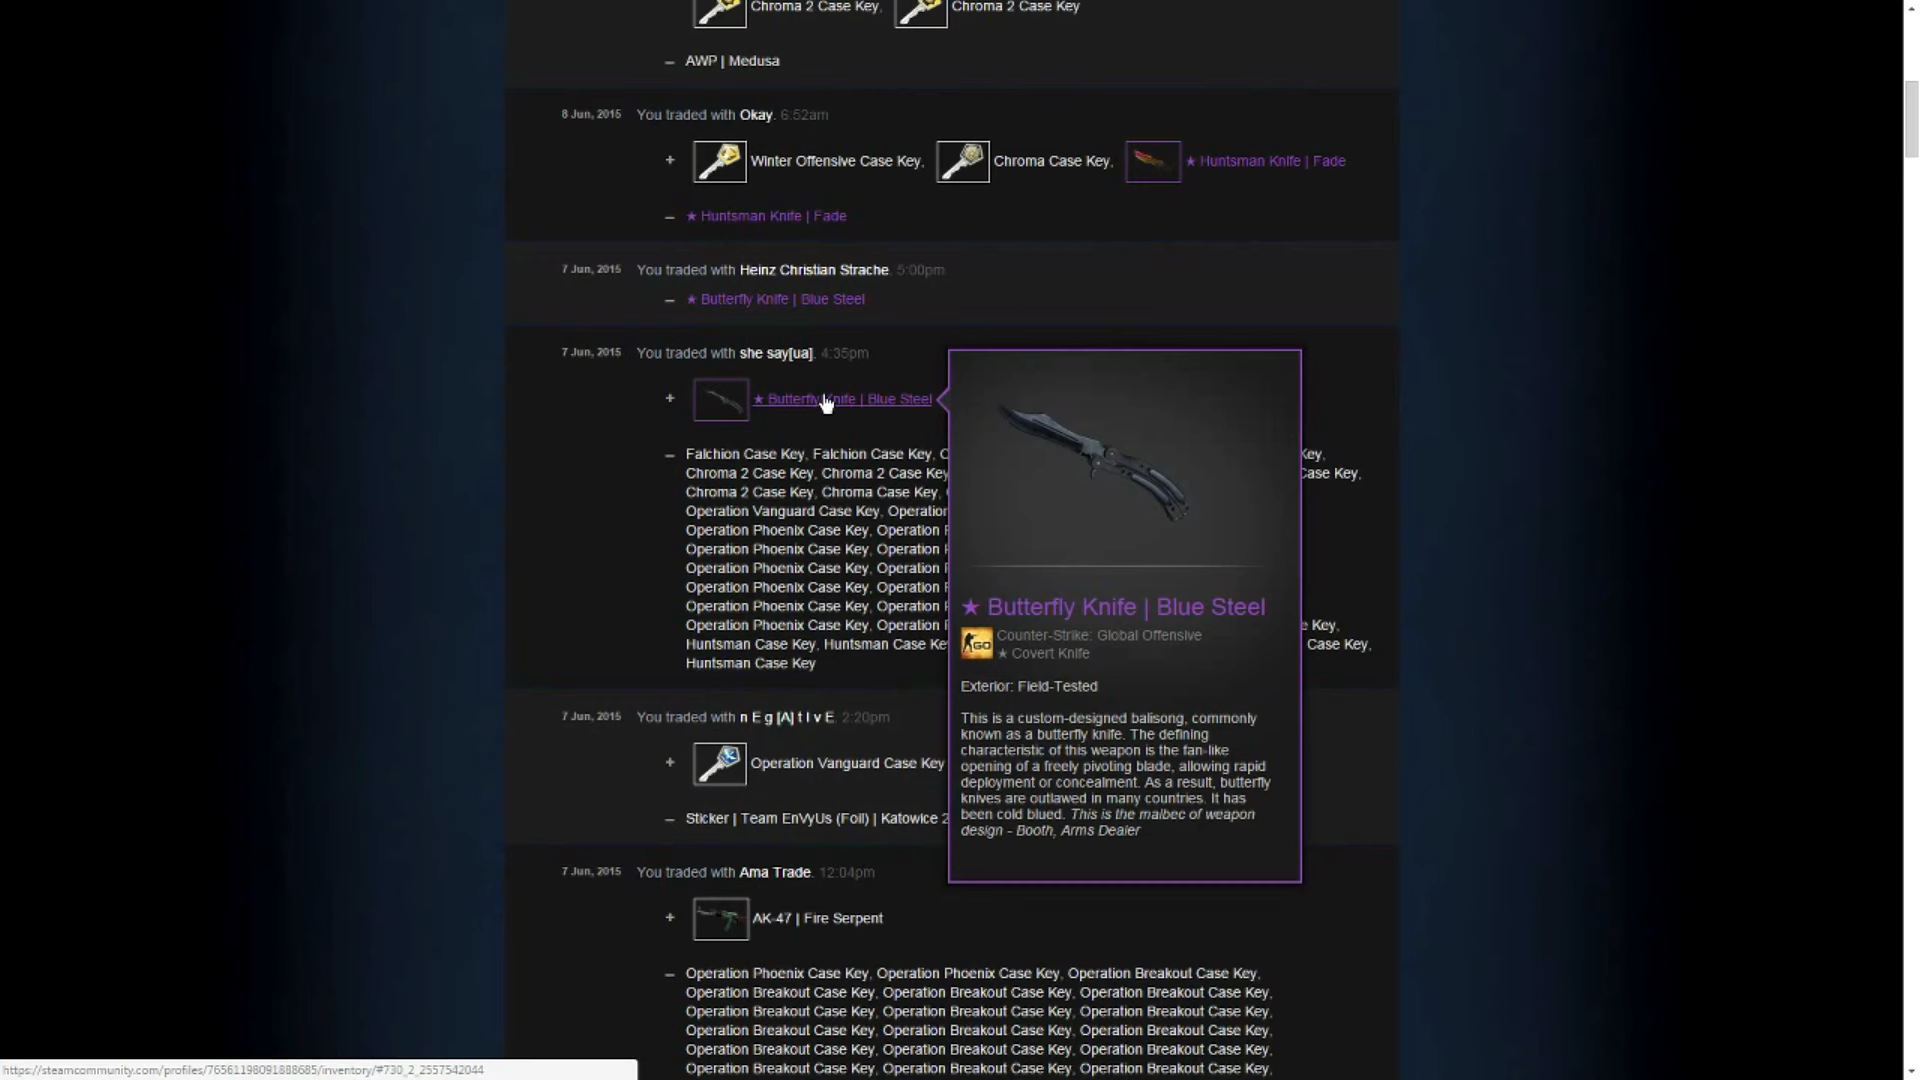 Chroma 2 Case Key, Chroma 2 Case Key
– AWP | Medusa
8 Jun, 2015 You traded with Okay. 6:52am
+ Winter Offensive Case Key, Chroma Case Key, ★ Huntsman Knife | Fade
– ★ Huntsman Knife | Fade
7 Jun, 2015 You traded with Heinz Christian Strache. 5:00pm
– ★ Butterfly Knife | Blue Steel
7 Jun, 2015 You traded with she say[ua]. 4:35pm
+ ★ Butterfly Knife | Blue Steel
– Falchion Case Key, Falchion Case Key, C Key,
Chroma 2 Case Key, Chroma 2 Case Key Case Key,
Chroma 2 Case Key, Chroma Case Key,
Operation Vanguard Case Key, Operation
Operation Phoenix Case Key, Operation
Operation Phoenix Case Key, Operation
Operation Phoenix Case Key, Operation
Operation Phoenix Case Key, Operation
Operation Phoenix Case Key, Operation
Operation Phoenix Case Key, Operation Key,
Huntsman Case Key, Huntsman Case Key Case Key,
Huntsman Case Key
★ Butterfly Knife | Blue Steel
Counter-Strike: Global Offensive
★ Covert Knife
Exterior: Field-Tested
This is a custom-designed balisong, commonly
known as a butterfly knife. The defining
characteristic of this weapon is the fan-like
opening of a freely pivoting blade, allowing rapid
deployment or concealment. As a result, butterfly
knives are outlawed in many countries. It has
been cold blued. This is the malbec of weapon
design - Booth, Arms Dealer
7 Jun, 2015 You traded with n E g [A] t I v E. 2:20pm
+ Operation Vanguard Case Key
– Sticker | Team EnVyUs (Foil) | Katowice 2
7 Jun, 2015 You traded with Ama Trade. 12:04pm
+ AK-47 | Fire Serpent
– Operation Phoenix Case Key, Operation Phoenix Case Key, Operation Breakout Case Key,
Operation Breakout Case Key, Operation Breakout Case Key, Operation Breakout Case Key,
Operation Breakout Case Key, Operation Breakout Case Key, Operation Breakout Case Key,
Operation Breakout Case Key, Operation Breakout Case Key, Operation Breakout Case Key,
Operation Breakout Case Key, Operation Breakout Case Key, Operation Breakout Case Key,
Operation Breakout Case Key, Operation Breakout Case Key, Operation Breakout Case Key,
https://steamcommunity.com/profiles/76561198091888685/inventory/#730_2_2557542044